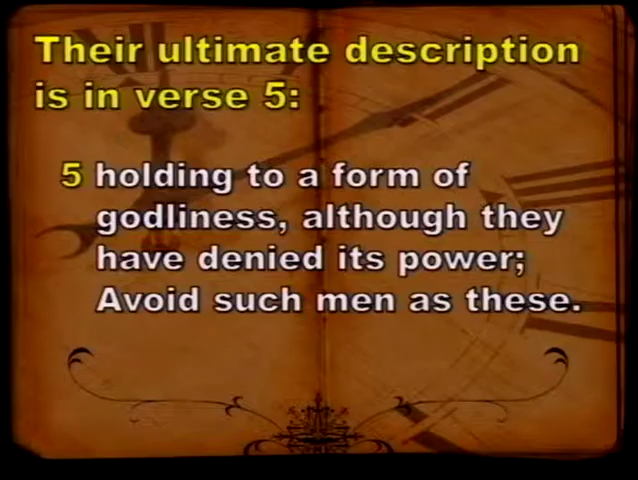 Their ultimate description
is in verse 5:
5 holding to a form of
godliness, although they
have denied its power;
Avoid such men as these.